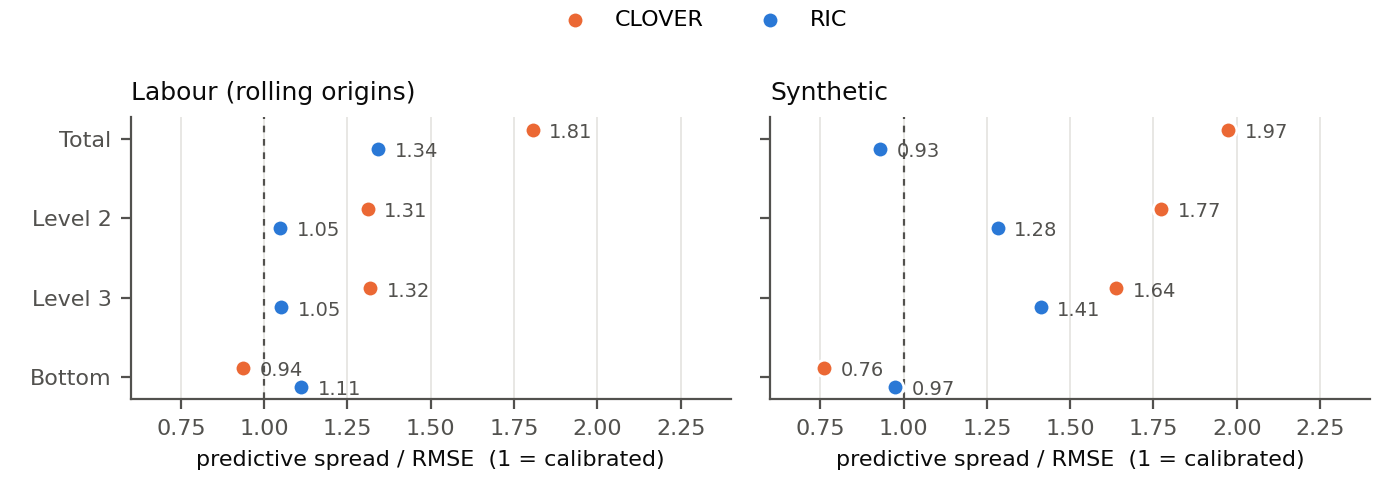 CLOVER RIC
Labour (rolling origins)
Total
Level 2
Level 3
Bottom
1.81
1.34
1.31
1.05
1.32
1.05
0.94
1.11
0.75 1.00 1.25 1.50 1.75 2.00 2.25
predictive spread / RMSE (1 = calibrated)
Synthetic
1.97
0.93
1.77
1.28
1.64
1.41
0.76
0.97
0.75 1.00 1.25 1.50 1.75 2.00 2.25
predictive spread / RMSE (1 = calibrated)